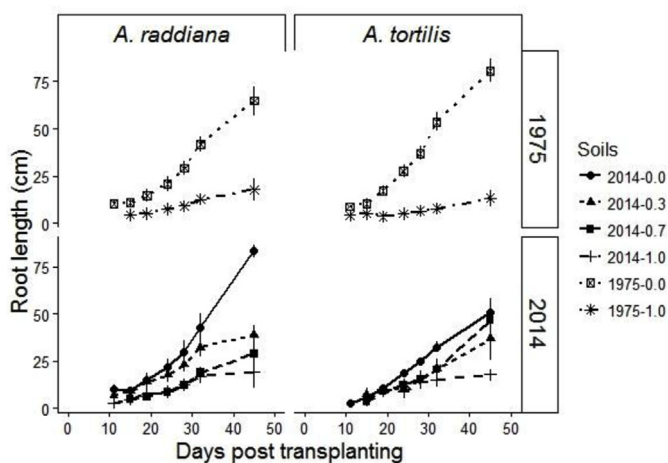 A. raddiana
A. tortilis
75
50
25
0
1975
75
50
25
0
2014
Root length (cm)
0 10 20 30 40 50
0 10 20 30 40 50
Days post transplanting
Soils
2014-0.0
2014-0.3
2014-0.7
2014-1.0
1975-0.0
1975-1.0